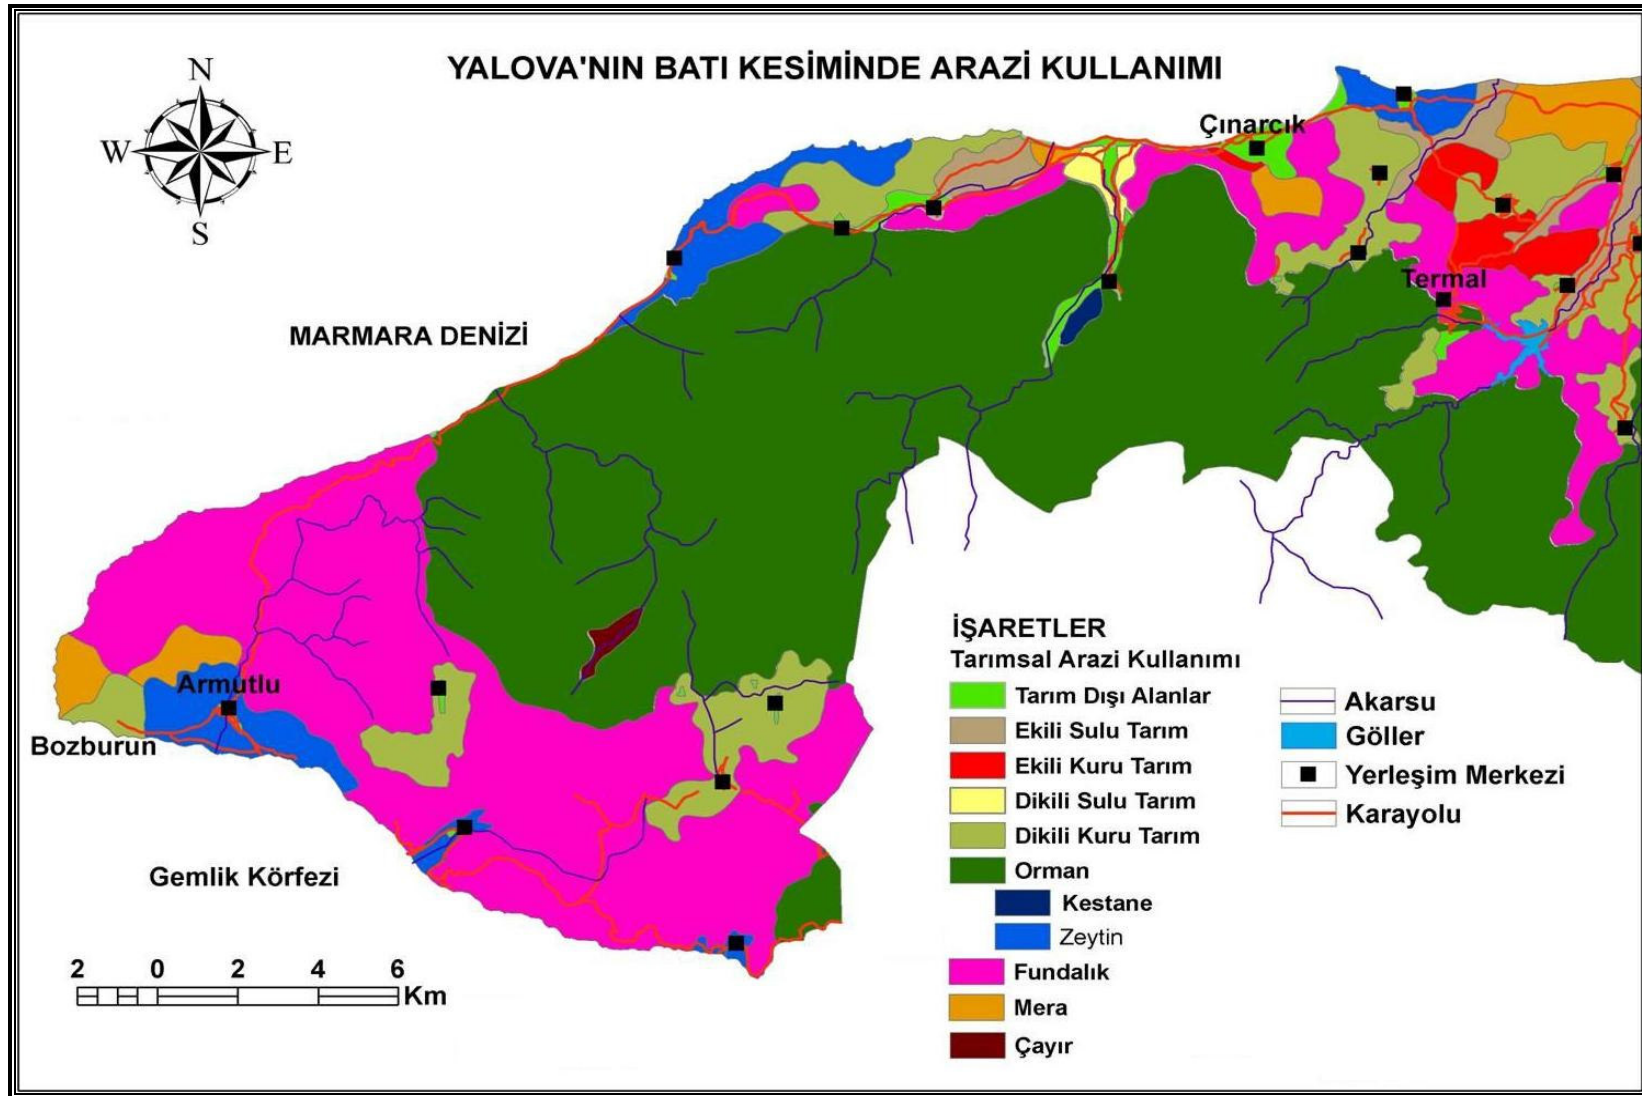 YALOVA'NIN BATI KESİMİNDE ARAZİ KULLANIMI
N
W E
S
Çınarcık
Termal
MARMARA DENİZİ
Armutlu
Bozburun
Gemlik Körfezi
2 0 2 4 6
Km
İŞARETLER
Tarımsal Arazi Kullanımı
Tarım Dışı Alanlar
Ekili Sulu Tarım
Ekili Kuru Tarım
Dikili Sulu Tarım
Dikili Kuru Tarım
Orman
Kestane
Zeytin
Fundalık
Mera
Çayır
Akarsu
Göller
Yerleşim Merkezi
Karayolu